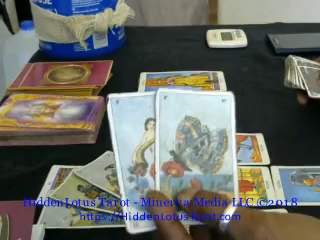 HiddenLotus Tarot - Minerva Media LLC ©2018
https://HiddenLotusTarot.com